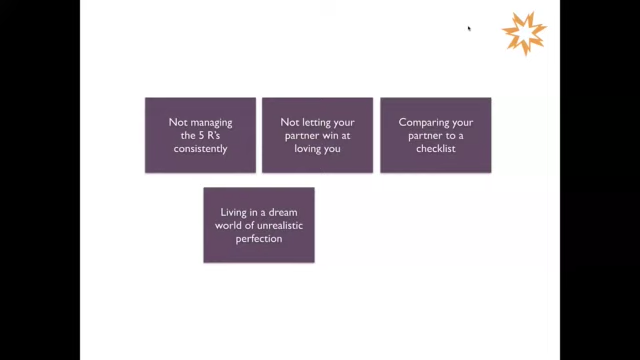 Not managing
the 5 R's
consistently
Not letting your
partner win at
loving you
Comparing your
partner to a
checklist
Living in a dream
world of unrealistic
perfection